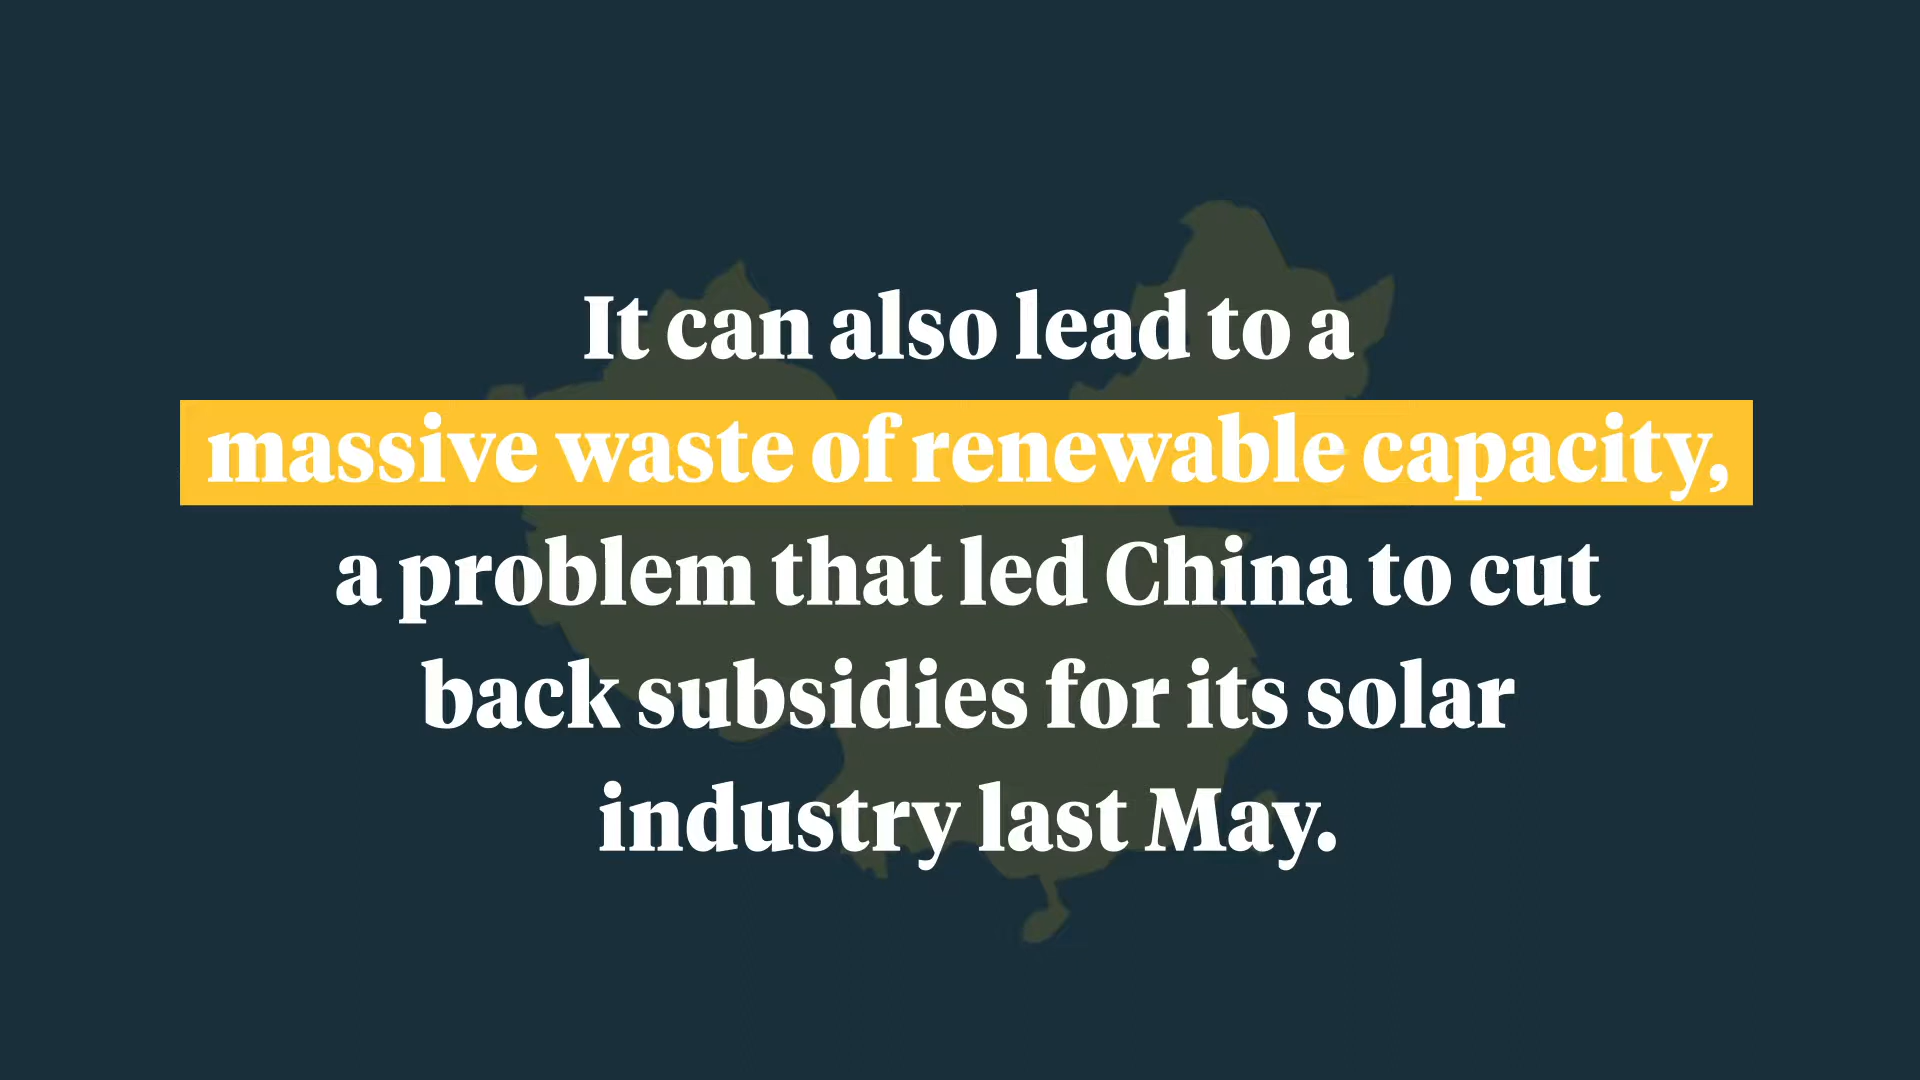 It can also lead to a
massive waste of renewable capacity,
a problem that led China to cut
back subsidies for its solar
industry last May.